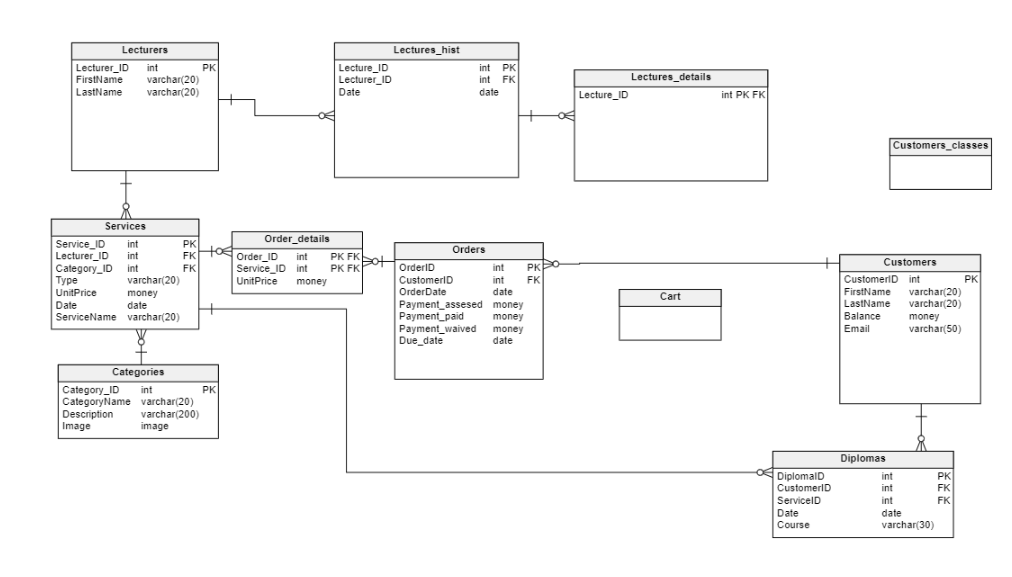 Lecturers
Lecturer_ID int PK
FirstName varchar(20)
LastName varchar(20)
Lectures_hist
Lecture_ID int PK
Lecturer_ID int FK
Date date
Lectures_details
Lecture_ID int PK FK
Customers_classes
Services
Service_ID int PK
Lecturer_ID int FK
Category_ID int FK
Type varchar(20)
UnitPrice money
Date date
ServiceName varchar(20)
Order_details
Order_ID int PK FK
Service_ID int PK FK
UnitPrice money
Orders
OrderID int PK
CustomerID int FK
OrderDate date
Payment_assesed money
Payment_paid money
Payment_waived money
Due_date date
Cart
Customers
CustomerID int PK
FirstName varchar(20)
LastName varchar(20)
Balance money
Email varchar(50)
Categories
Category_ID int PK
CategoryName varchar(20)
Description varchar(200)
Image image
Diplomas
DiplomaID int PK
CustomerID int FK
ServiceID int FK
Date date
Course varchar(30)